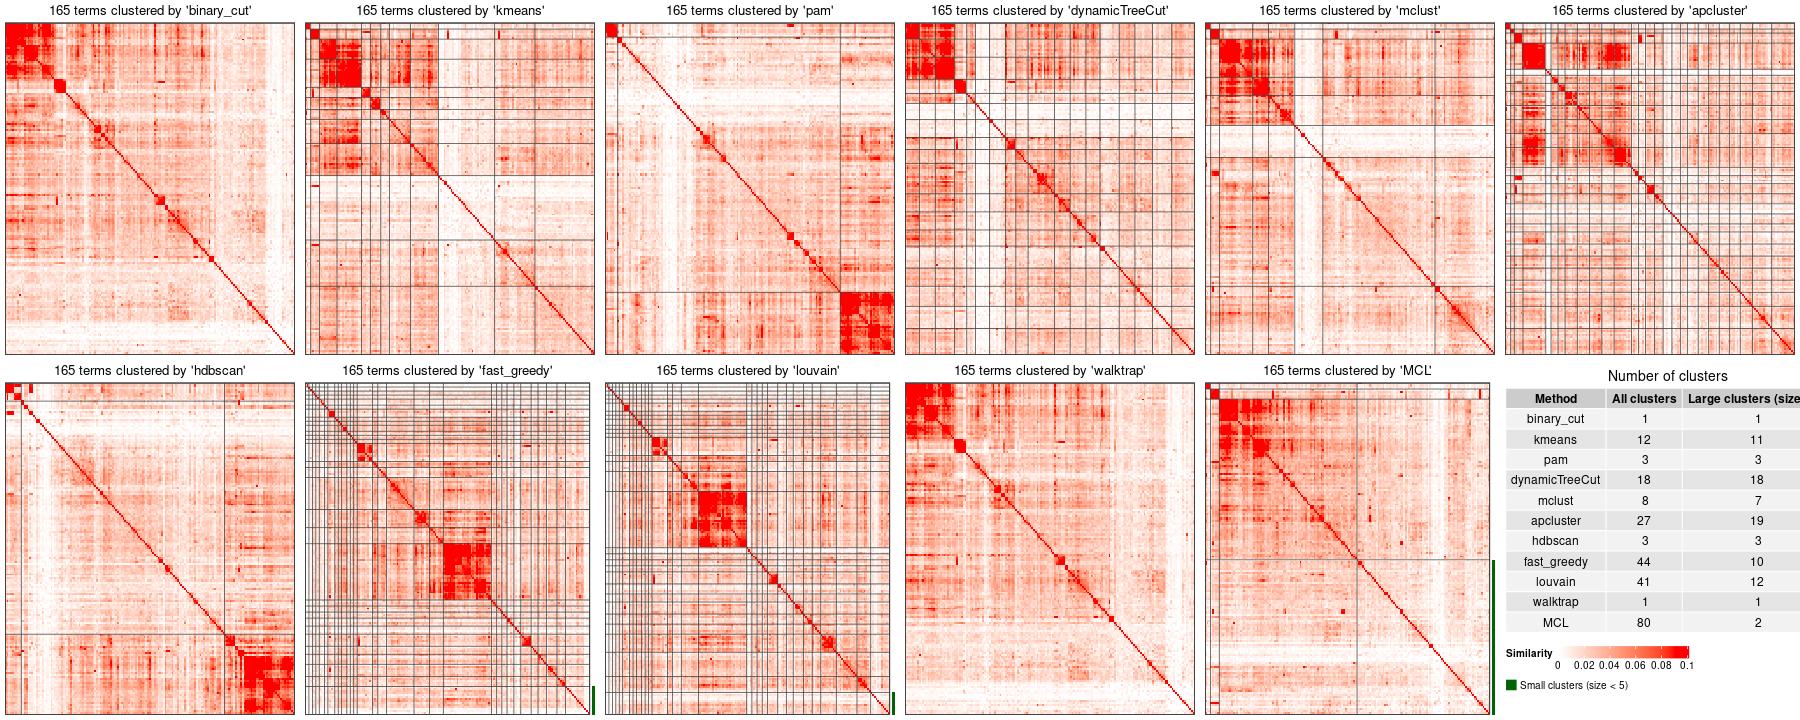 165 terms clustered by 'binary_cut'
165 terms clustered by 'kmeans'
165 terms clustered by 'pam'
165 terms clustered by 'dynamicTreeCut'
165 terms clustered by 'mclust'
165 terms clustered by 'apcluster'
165 terms clustered by 'hdbscan'
165 terms clustered by 'fast_greedy'
165 terms clustered by 'louvain'
165 terms clustered by 'walktrap'
165 terms clustered by 'MCL'
Number of clusters
Method All clusters Large clusters (size
binary_cut 1 1
kmeans 12 11
pam 3 3
dynamicTreeCut 18 18
mclust 8 7
apcluster 27 19
hdbscan 3 3
fast_greedy 44 10
louvain 41 12
walktrap 1 1
MCL 80 2
Similarity
0 0.02 0.04 0.06 0.08 0.1
Small clusters (size < 5)